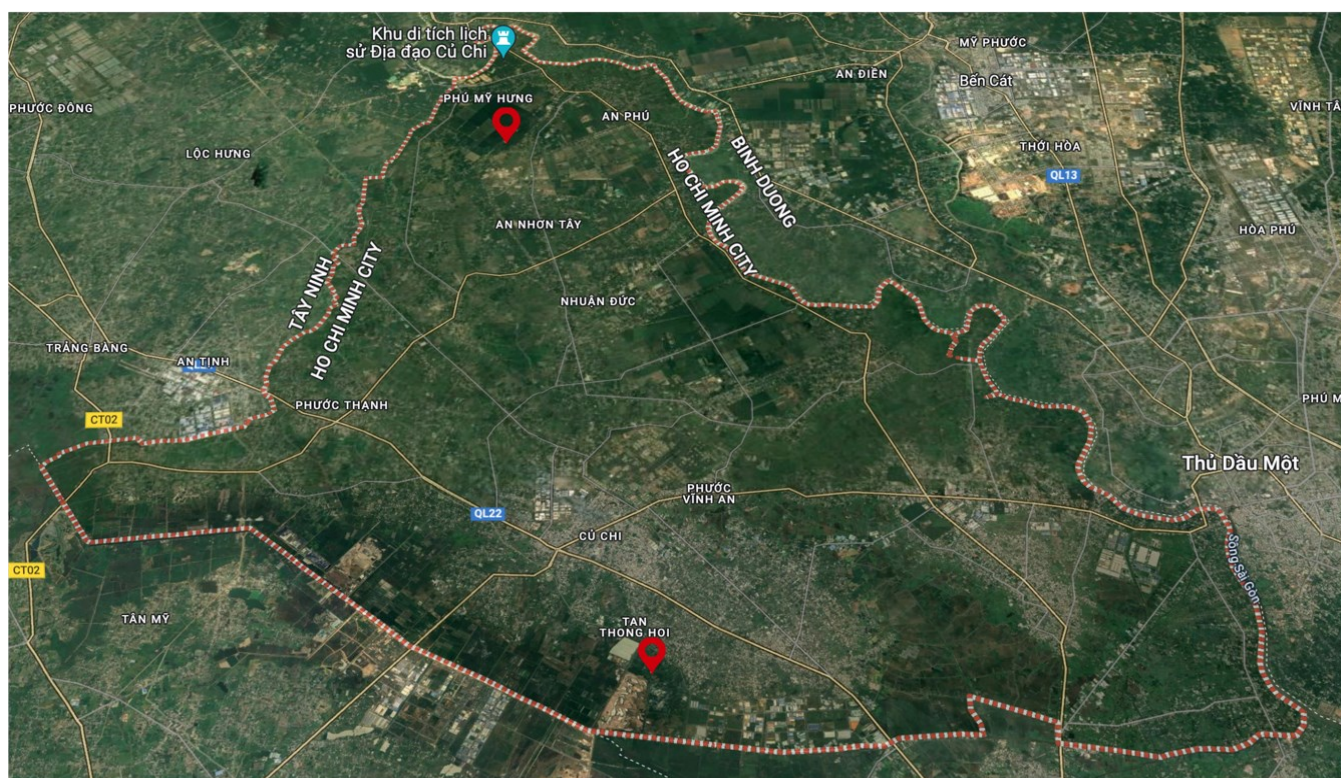 Khu di tích lịch
sử Địa đạo Củ Chi
MỸ PHƯỚC
AN ĐIỀN
Bến Cát
PHƯỚC ĐÔNG
PHÚ MỸ HƯNG
VĨNH TÂ
AN PHÚ
LỘC HƯNG
THỚI HÒA
QL13
BINH DUONG
HO CHI MINH CITY
AN NHƠN TÂY
HÒA PHÚ
TÂY NINH
HO CHI MINH CITY
NHUẬN ĐỨC
TRẢNG BÀNG
AN TINH
PHƯỚC THẠNH
PHÚ M
CT02
Thủ Dầu Một
PHƯỚC
VĨNH AN
QL22
CỦ CHI
Sông Sài Gòn
CT02
TÂN MỸ
TAN
THONG HOI